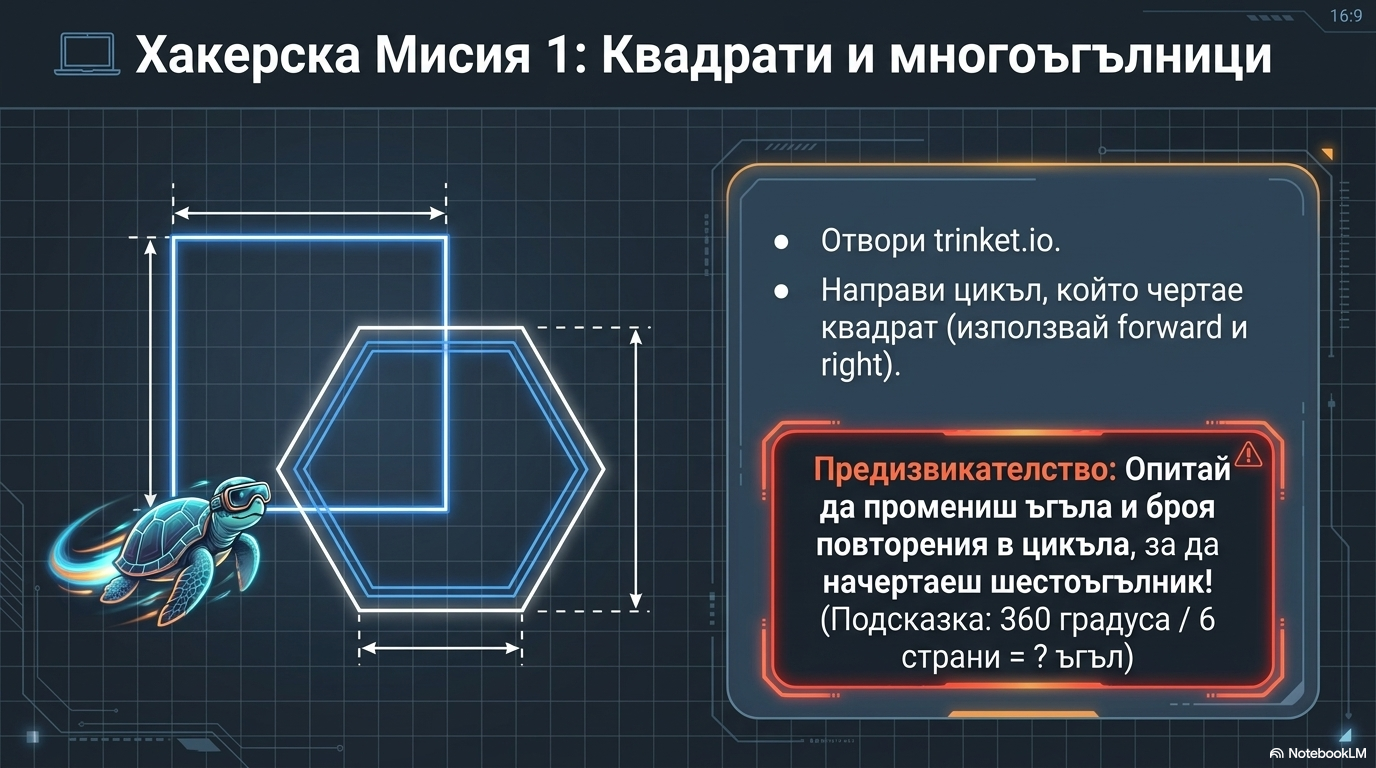 16:9
Хакерска Мисия 1: Квадрати и многоъгълници
● Отвори trinket.io.
● Направи цикъл, който чертае
квадрат (използвай forward и
right).
Предизвикателство: Опитай
да промениш ъгъла и броя
повторения в цикъла, за да
начертаеш шестоъгълник!
(Подсказка: 360 градуса / 6
страни = ? ъгъл)
NotebookLM